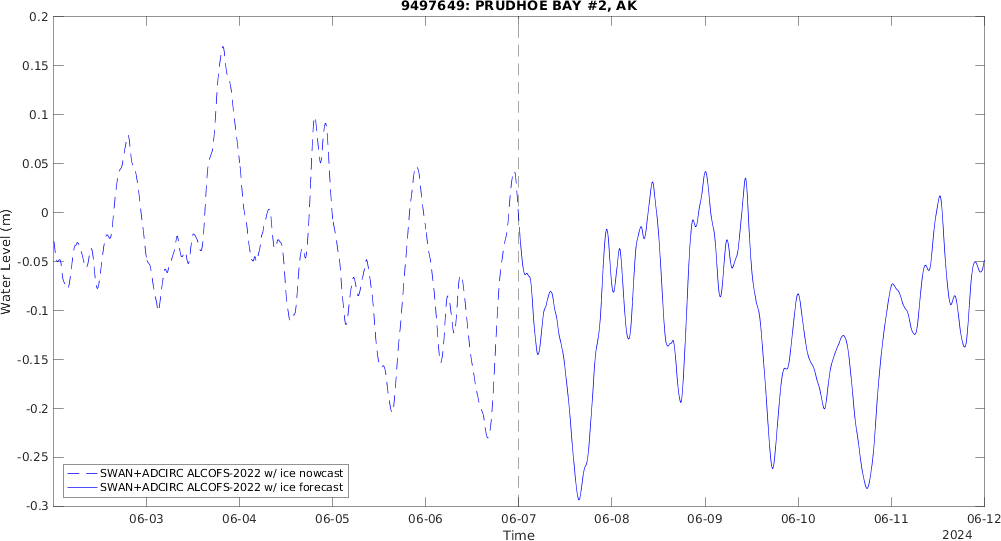 9497649: PRUDHOE BAY #2, AK
Water Level (m)
0.2
0.15
0.1
0.05
0
-0.05
-0.1
-0.15
-0.2
-0.25
-0.3
SWAN+ADCIRC ALCOFS-2022 w/ ice nowcast
SWAN+ADCIRC ALCOFS-2022 w/ ice forecast
06-03 06-04 06-05 06-06 06-07 06-08 06-09 06-10 06-11 06-12
Time
2024